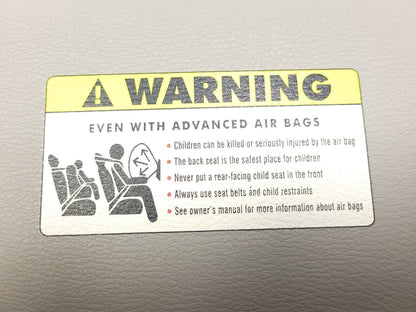 WARNING
EVEN WITH ADVANCED AIR BAGS
• Children can be killed or seriously injured by the air bag
• The back seat is the safest place for children
• Never put a rear-facing child seat in the front
• Always use seat belts and child restraints
• See owner's manual for more information about air bags